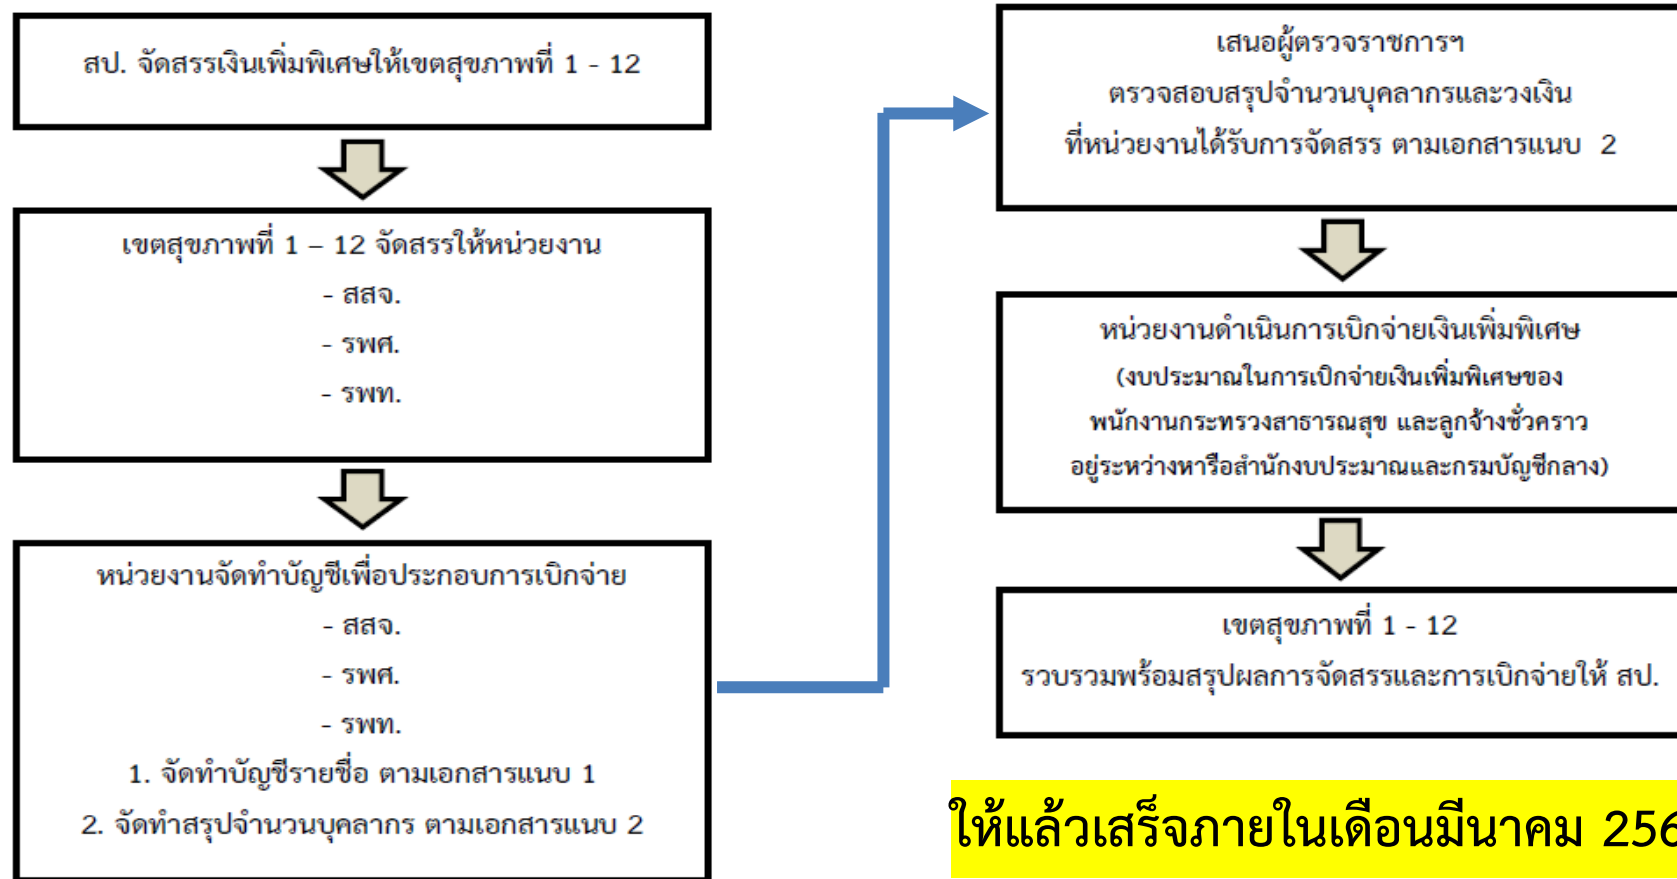 สป. จัดสรรเงินเพิ่มพิเศษให้เขตสุขภาพที่ 1 - 12
เขตสุขภาพที่ 1 – 12 จัดสรรให้หน่วยงาน
- สสจ.
- รพศ.
- รพท.
หน่วยงานจัดทำบัญชีเพื่อประกอบการเบิกจ่าย
- สสจ.
- รพศ.
- รพท.
1. จัดทำบัญชีรายชื่อ ตามเอกสารแนบ 1
2. จัดทำสรุปจำนวนบุคลากร ตามเอกสารแนบ 2
เสนอผู้ตรวจราชการฯ
ตรวจสอบสรุปจำนวนบุคลากรและวงเงิน
ที่หน่วยงานได้รับการจัดสรร ตามเอกสารแนบ 2
หน่วยงานดำเนินการเบิกจ่ายเงินเพิ่มพิเศษ
(งบประมาณในการเบิกจ่ายเงินเพิ่มพิเศษของ
พนักงานกระทรวงสาธารณสุข และลูกจ้างชั่วคราว
อยู่ระหว่างหารือสำนักงบประมาณและกรมบัญชีกลาง)
เขตสุขภาพที่ 1 - 12
รวบรวมพร้อมสรุปผลการจัดสรรและการเบิกจ่ายให้ สป.
ให้แล้วเสร็จภายในเดือนมีนาคม